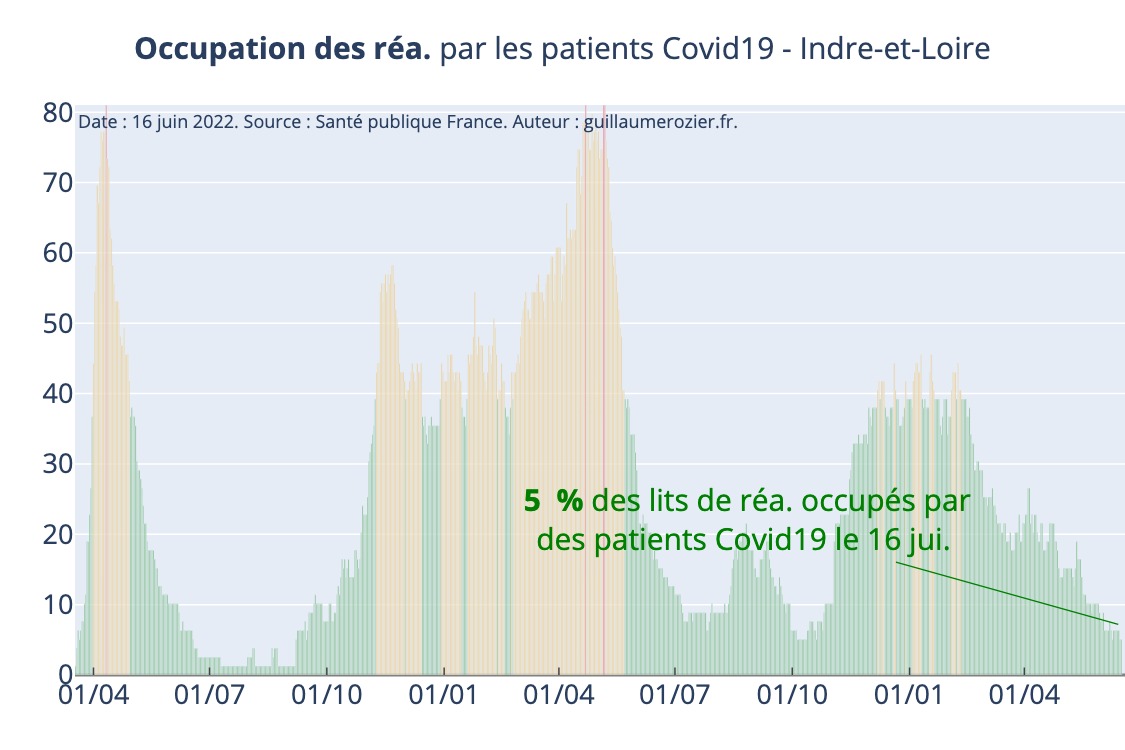 Occupation des réa. par les patients Covid19 - Indre-et-Loire
80
Date : 16 juin 2022. Source : Santé publique France. Auteur : guillaumerozier.fr.
70
60
50
40
30
5 % des lits de réa. occupés par
des patients Covid19 le 16 jui.
20
10
0
01/04 01/07 01/10 01/01 01/04 01/07 01/10 01/01 01/04